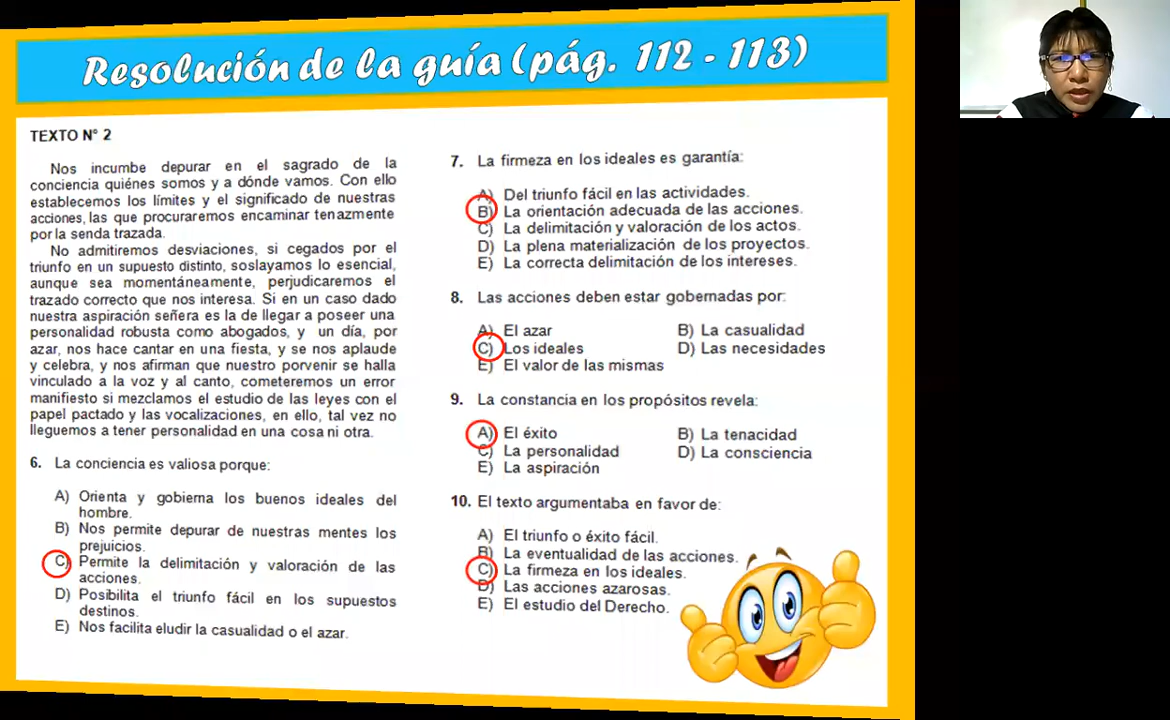 Resolución de la guía (pág. 112 - 113)
TEXTO N° 2
Nos incumbe depurar en el sagrado de la
conciencia quiénes somos y a dónde vamos. Con ello
establecemos los límites y el significado de nuestras
acciones, las que procuraremos encaminar tenazmente
por la senda trazada.
No admitiremos desviaciones, si cegados por el
triunfo en un supuesto distinto, soslayamos lo esencial,
aunque sea momentáneamente, perjudicaremos el
trazado correcto que nos interesa. Si en un caso dado
nuestra aspiración señera es la de llegar a poseer una
personalidad robusta como abogados, y un día, por
azar, nos hace cantar en una fiesta, y se nos aplaude
y celebra, y nos afirman que nuestro porvenir se halla
vinculado a la voz y al canto, cometeremos un error
manifiesto si mezclamos el estudio de las leyes con el
papel pactado y las vocalizaciones, en ello, tal vez no
lleguemos a tener personalidad en una cosa ni otra.
6. La conciencia es valiosa porque:
A) Orienta y gobierna los buenos ideales del
hombre.
B) Nos permite depurar de nuestras mentes los
prejuicios.
C) Permite la delimitación y valoración de las
acciones.
D) Posibilita el triunfo fácil en los supuestos
destinos.
E) Nos facilita eludir la casualidad o el azar.
7. La firmeza en los ideales es garantía:
A) Del triunfo fácil en las actividades.
B) La orientación adecuada de las acciones.
C) La delimitación y valoración de los actos.
D) La plena materialización de los proyectos.
E) La correcta delimitación de los intereses.
8. Las acciones deben estar gobernadas por:
A) El azar B) La casualidad
C) Los ideales D) Las necesidades
E) El valor de las mismas
9. La constancia en los propósitos revela:
A) El éxito B) La tenacidad
C) La personalidad D) La consciencia
E) La aspiración
10. El texto argumentaba en favor de:
A) El triunfo o éxito fácil.
B) La eventualidad de las acciones.
C) La firmeza en los ideales.
D) Las acciones azarosas.
E) El estudio del Derecho.